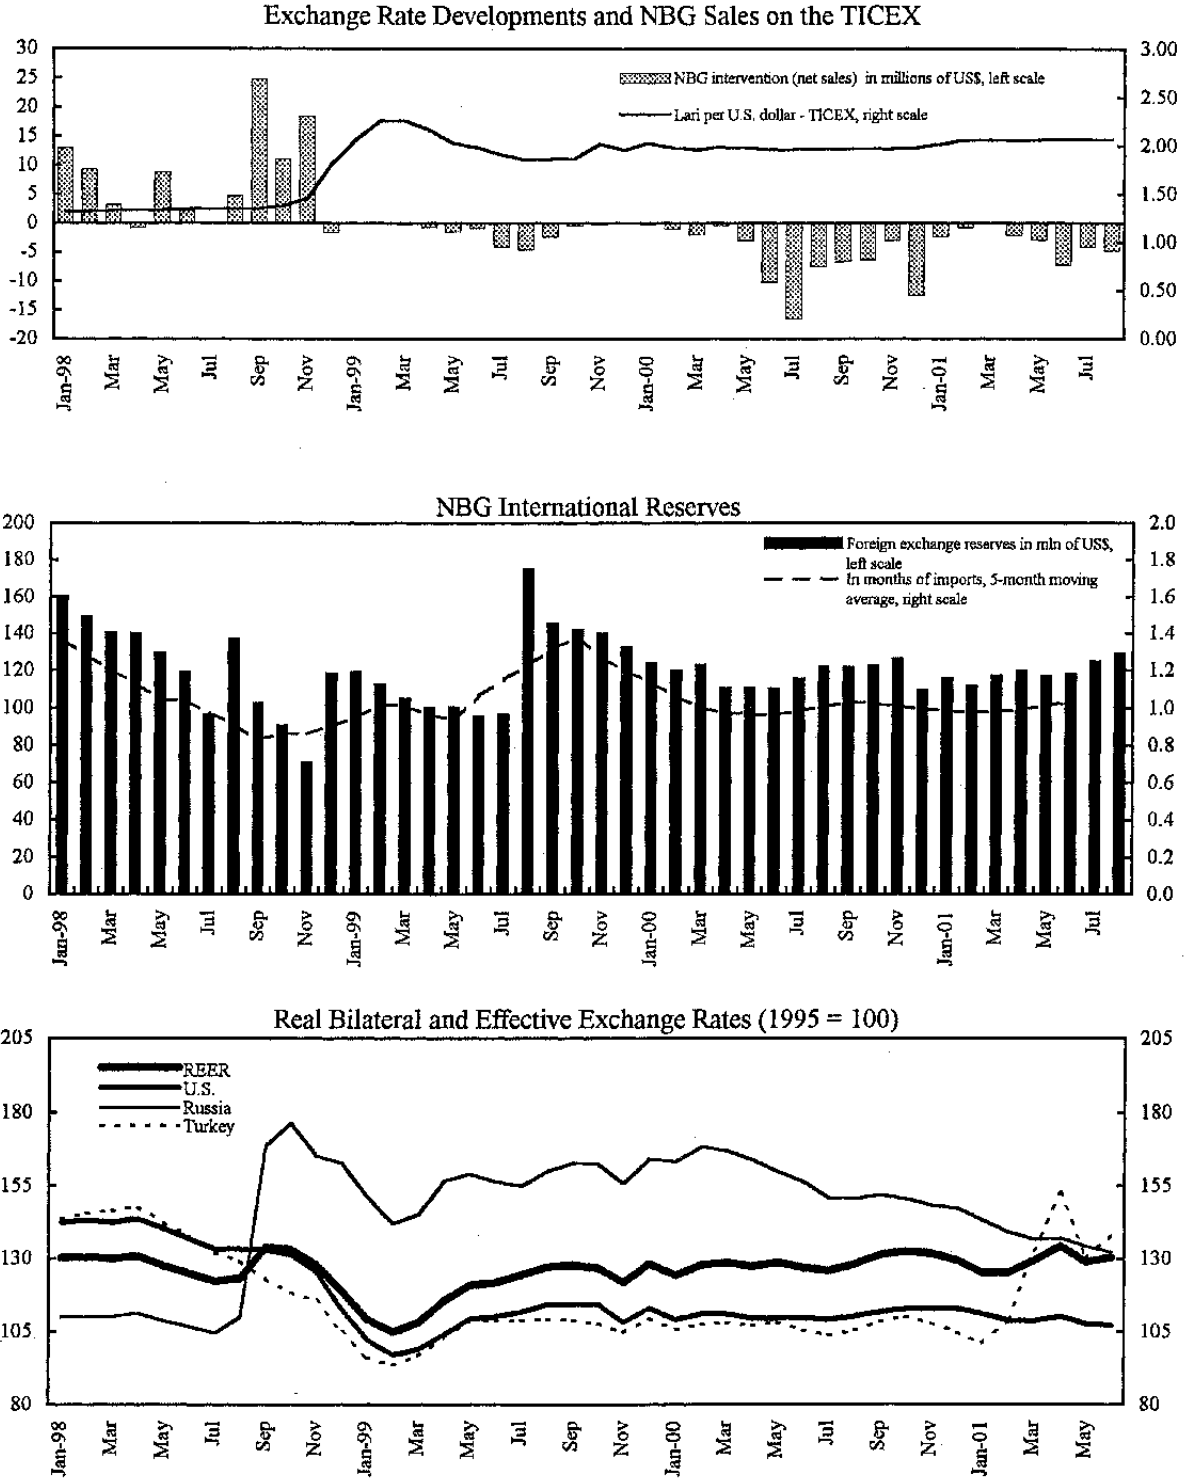 Exchange Rate Developments and NBG Sales on the TICEX
30 3.00
25 2.50
20
15 2.00
10
5 1.50
0
-5 1.00
-10
-15 0.50
-20 0.00
NBG intervention (net sales) in millions of US$, left scale
Lari per U.S. dollar - TICEX, right scale
Jan-98 Mar May Jul Sep Nov Jan-99 Mar May Jul Sep Nov Jan-00 Mar May Jul Sep Nov Jan-01 Mar May Jul
NBG International Reserves
200 2.0
180 1.8
160 1.6
140 1.4
120 1.2
100 1.0
80 0.8
60 0.6
40 0.4
20 0.2
0 0.0
Foreign exchange reserves in mln of US$,
left scale
In months of imports, 5-month moving
average, right scale
Jan-98 Mar May Jul Sep Nov Jan-99 Mar May Jul Sep Nov Jan-00 Mar May Jul Sep Nov Jan-01 Mar May Jul
Real Bilateral and Effective Exchange Rates (1995 = 100)
205 205
180 180
155 155
130 130
105 105
80 80
REER
U.S.
Russia
Turkey
Jan-98 Mar May Jul Sep Nov Jan-99 Mar May Jul Sep Nov Jan-00 Mar May Jul Sep Nov Jan-01 Mar May